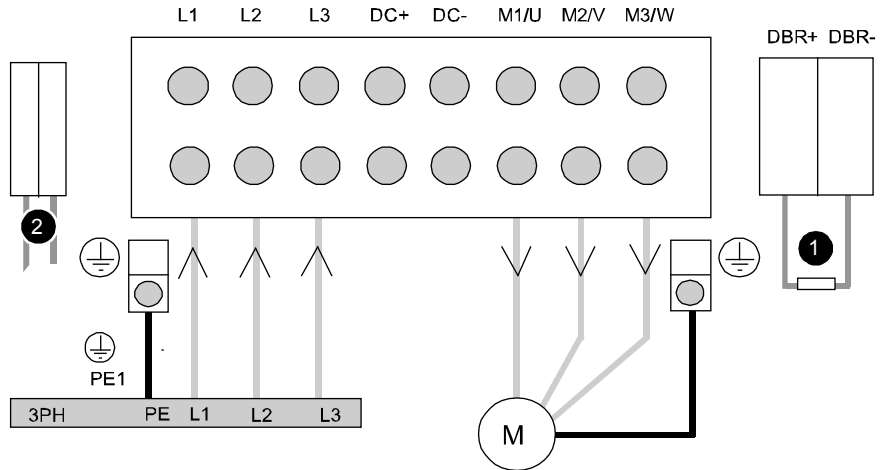 L1 L2 L3 DC+ DC- M1/U M2/V M3/W
DBR+ DBR-
2
1
PE1
3PH PE L1 L2 L3
M